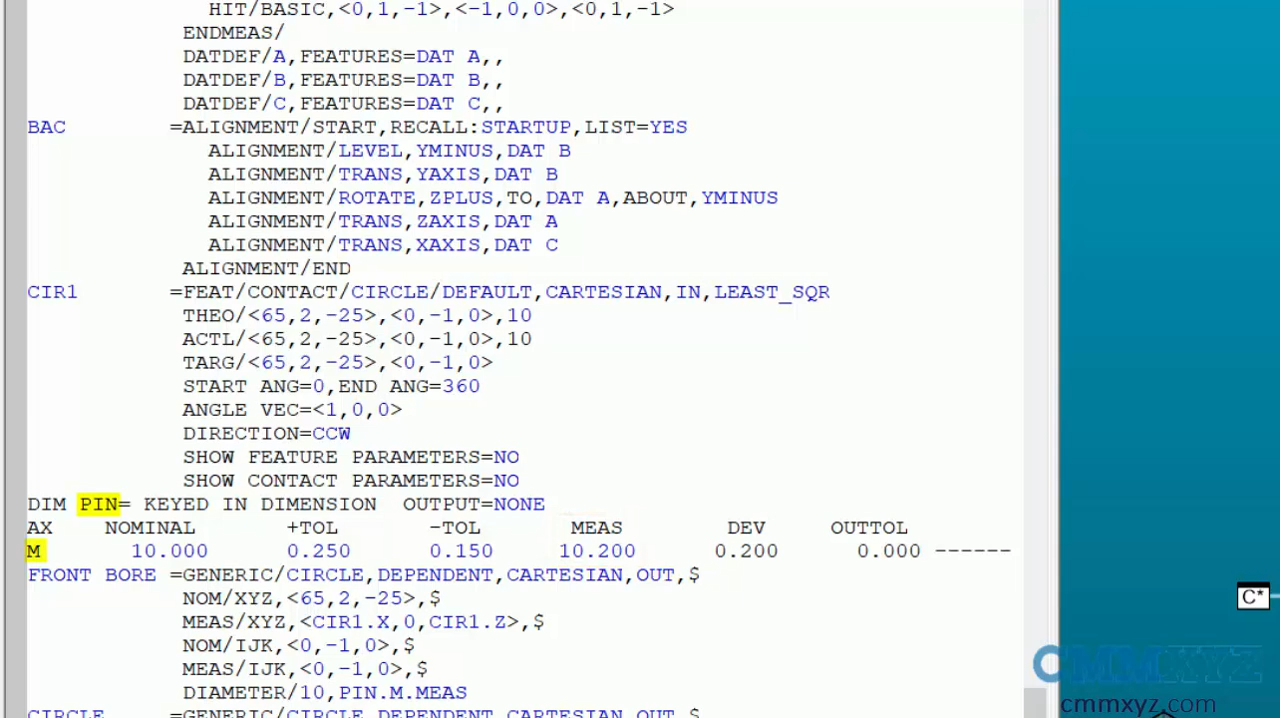 HIT/BASIC,<0,1,-1>,<-1,0,0>,<0,1,-1>
ENDMEAS/
DATDEF/A,FEATURES=DAT A,,
DATDEF/B,FEATURES=DAT B,,
DATDEF/C,FEATURES=DAT C,,
BAC =ALIGNMENT/START,RECALL:STARTUP,LIST=YES
ALIGNMENT/LEVEL,YMINUS,DAT B
ALIGNMENT/TRANS,YAXIS,DAT B
ALIGNMENT/ROTATE,ZPLUS,TO,DAT A,ABOUT,YMINUS
ALIGNMENT/TRANS,ZAXIS,DAT A
ALIGNMENT/TRANS,XAXIS,DAT C
ALIGNMENT/END
CIR1 =FEAT/CONTACT/CIRCLE/DEFAULT,CARTESIAN,IN,LEAST_SQR
THEO/<65,2,-25>,<0,-1,0>,10
ACTL/<65,2,-25>,<0,-1,0>,10
TARG/<65,2,-25>,<0,-1,0>
START ANG=0,END ANG=360
ANGLE VEC=<1,0,0>
DIRECTION=CCW
SHOW FEATURE PARAMETERS=NO
SHOW CONTACT PARAMETERS=NO
DIM PIN= KEYED IN DIMENSION OUTPUT=NONE
AX NOMINAL +TOL -TOL MEAS DEV OUTTOL
M 10.000 0.250 0.150 10.200 0.200 0.000 ------
FRONT BORE =GENERIC/CIRCLE,DEPENDENT,CARTESIAN,OUT,$
NOM/XYZ,<65,2,-25>,$
MEAS/XYZ,<CIR1.X,0,CIR1.Z>,$
NOM/IJK,<0,-1,0>,$
MEAS/IJK,<0,-1,0>,$
DIAMETER/10,PIN.M.MEAS
CIRCLE =GENERIC/CIRCLE,DEPENDENT,CARTESIAN,OUT,$
C*
CMMXYZ
cmmxyz.com